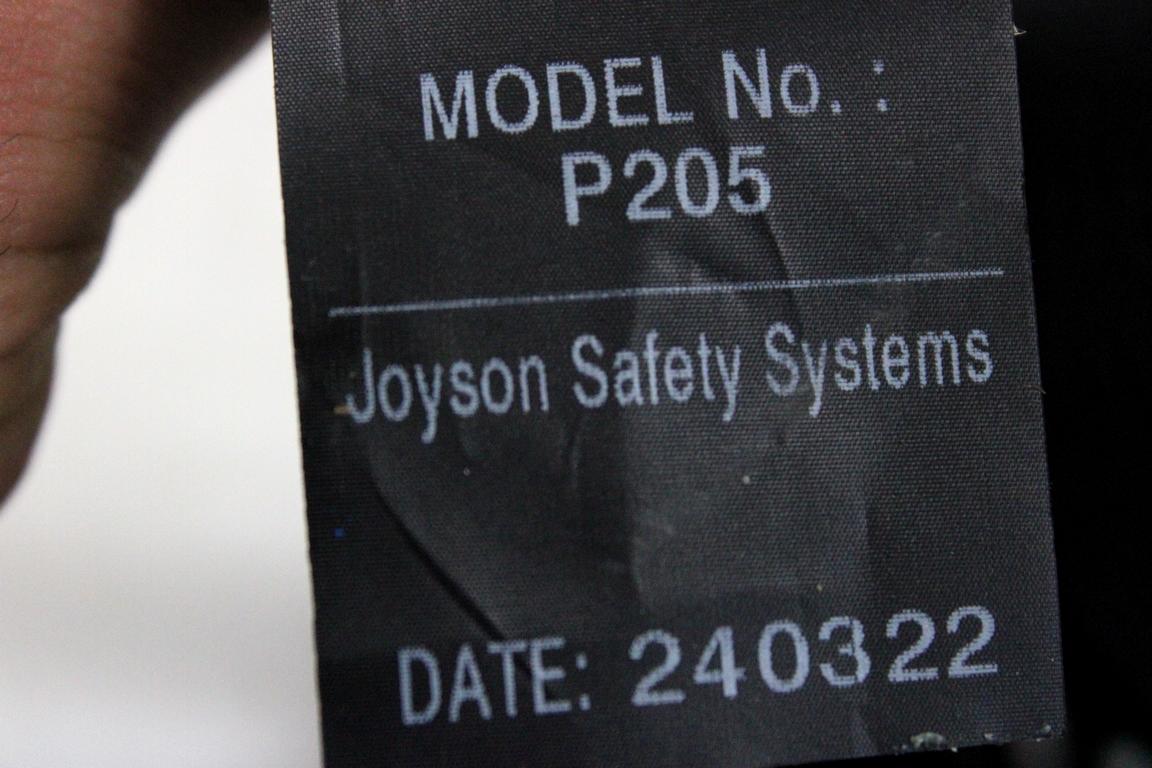 MODEL No. :
P205
Joyson Safety Systems
DATE: 240322